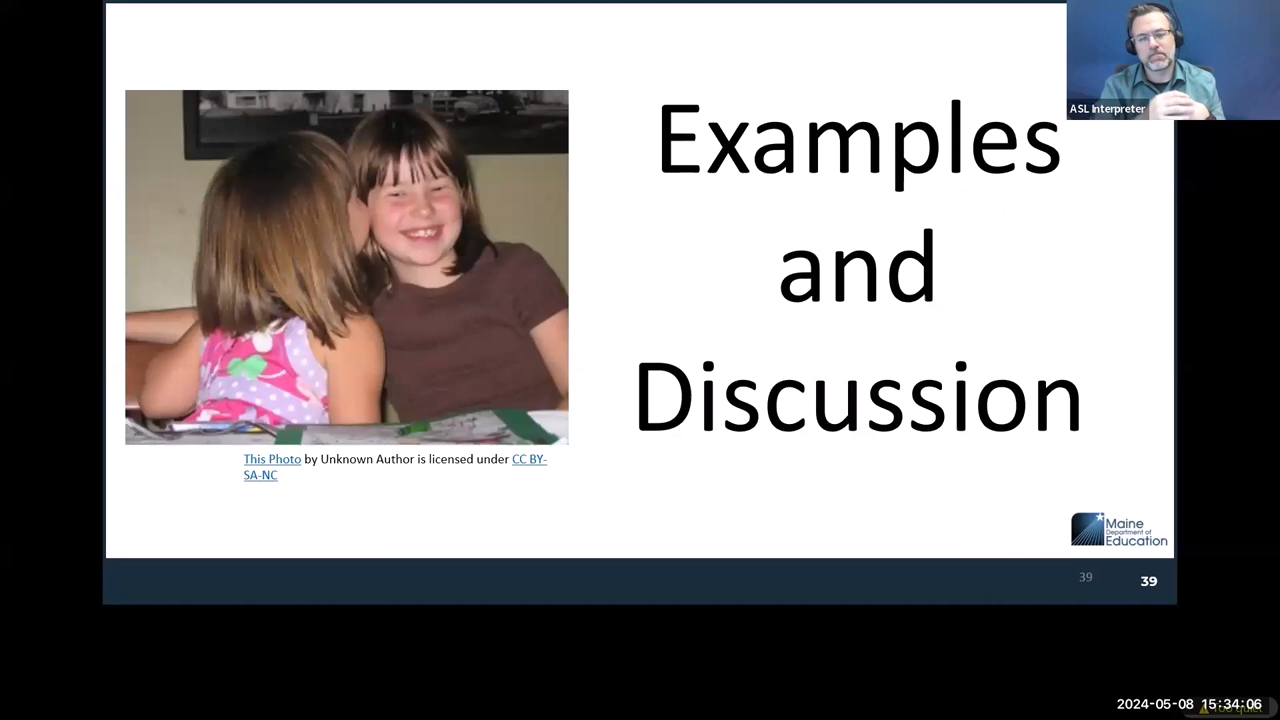 ASL Interpreter
Examples
and
Discussion
This Photo by Unknown Author is licensed under CC BY-
SA-NC
Maine
Department of
Education
39
39
2024-05-08 15:34:06